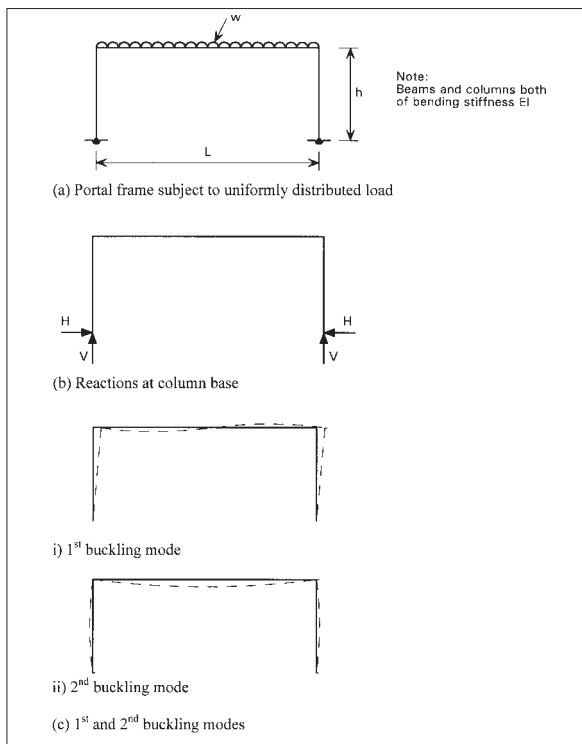 w
Note:
Beams and columns both
of bending stiffness EI
h
L
(a) Portal frame subject to uniformly distributed load
H
H
V
V
(b) Reactions at column base
i) 1st buckling mode
ii) 2nd buckling mode
(c) 1st and 2nd buckling modes